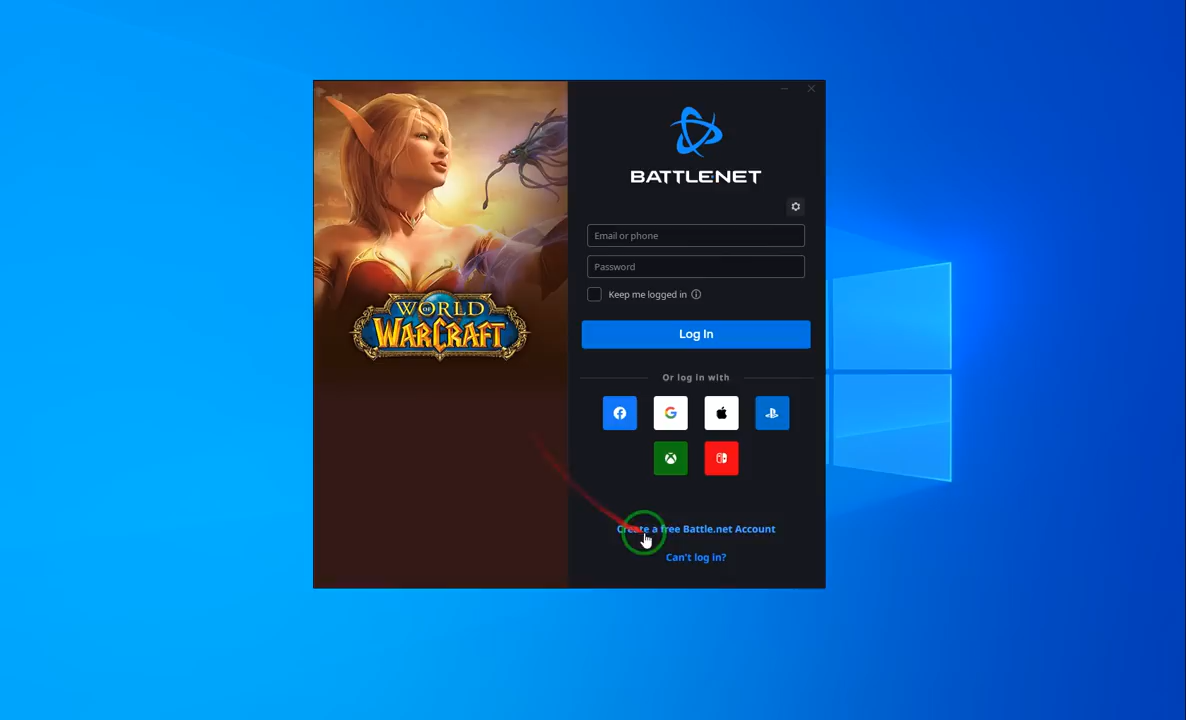 WORLD
OF
WARCRAFT
BATTLE.NET
Email or phone
Password
Keep me logged in
Log In
Or log in with
Create a free Battle.net Account
Can't log in?